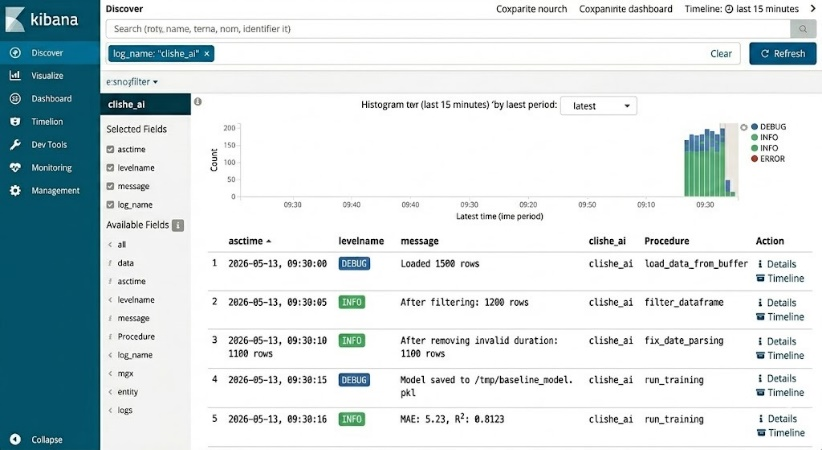 kibana
Discover
Visualize
Dashboard
Timelion
Dev Tools
Monitoring
Management
Collapse
Discover
Coxparite nourch
Coxpaninte dashboard
Timeline: last 15 minutes
Search (roty, name, terna, nom, identifier it)
log_name: "clishe_ai" ×
Clear
Refresh
e:snoʒfilter
clishe_ai
Selected Fields
asctime
levelname
message
log_name
Available Fields i
all
data
asctime
levelname
message
Procedure
log_name
mgx
entity
logs
Histogram ter (last 15 minutes) 'by laest period: latest
Count
200
150
100
50
0
09:30 09:40 09:40 09:30 09:20 09:50 09:10 09:30
Latest time (ime period)
DEBUG
INFO
INFO
ERROR
asctime levelname message clishe_ai Procedure Action
1 2026-05-13, 09:30:00 DEBUG Loaded 1500 rows clishe_ai load_data_from_buffer Details
Timeline
2 2026-05-13, 09:30:05 INFO After filtering: 1200 rows clishe_ai filter_dataframe Details
Timeline
3 2026-05-13, 09:30:10 INFO After removing invalid duration: clishe_ai fix_date_parsing Details
1100 rows 1100 rows Timeline
4 2026-05-13, 09:30:15 DEBUG Model saved to /tmp/baseline_model. clishe_ai run_training Details
pkl Timeline
5 2026-05-13, 09:30:16 INFO MAE: 5.23, R²: 0.8123 clishe_ai run_training Details
Timeline